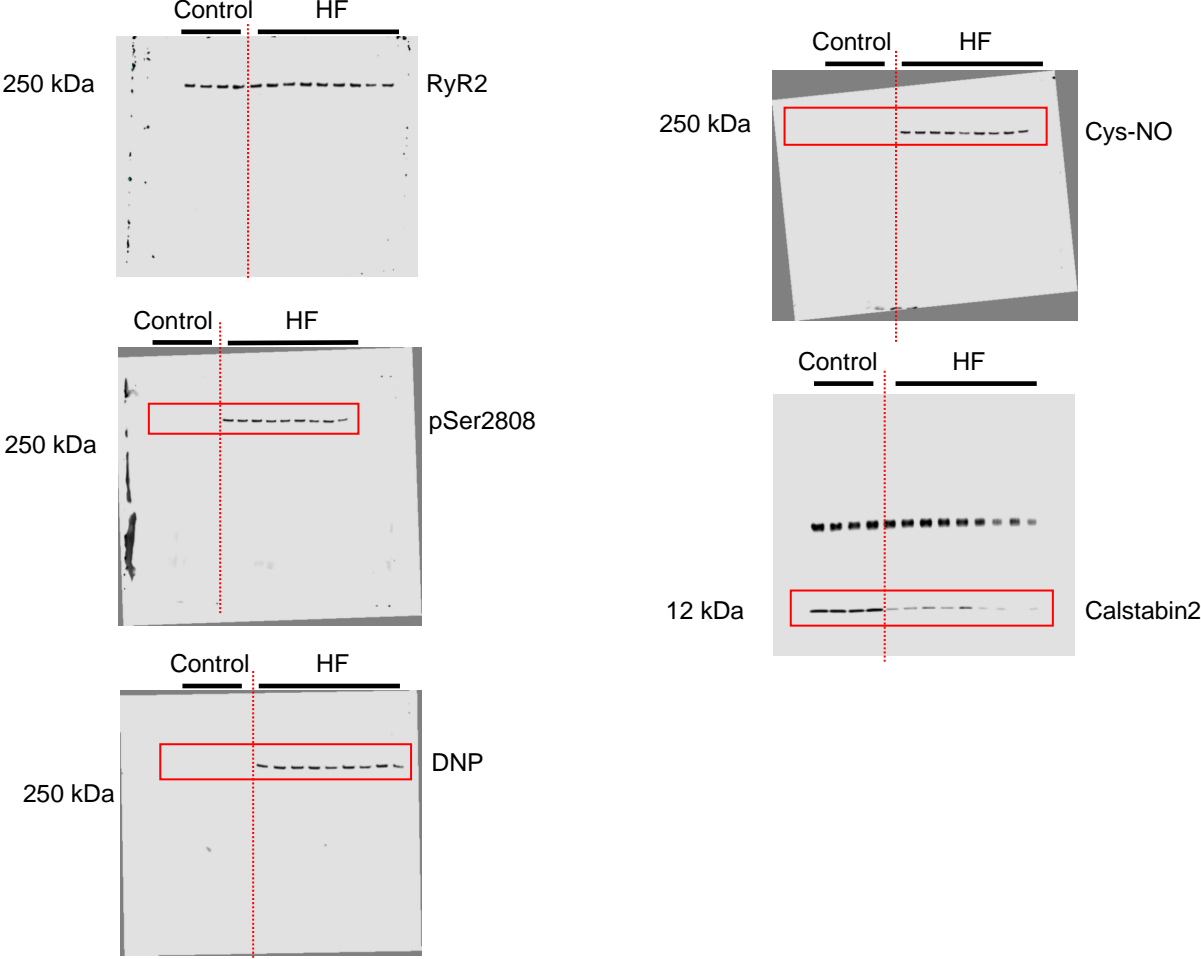 Control HF
250 kDa RyR2
Control HF
250 kDa pSer2808
Control HF
250 kDa DNP
Control HF
250 kDa Cys-NO
Control HF
12 kDa Calstabin2